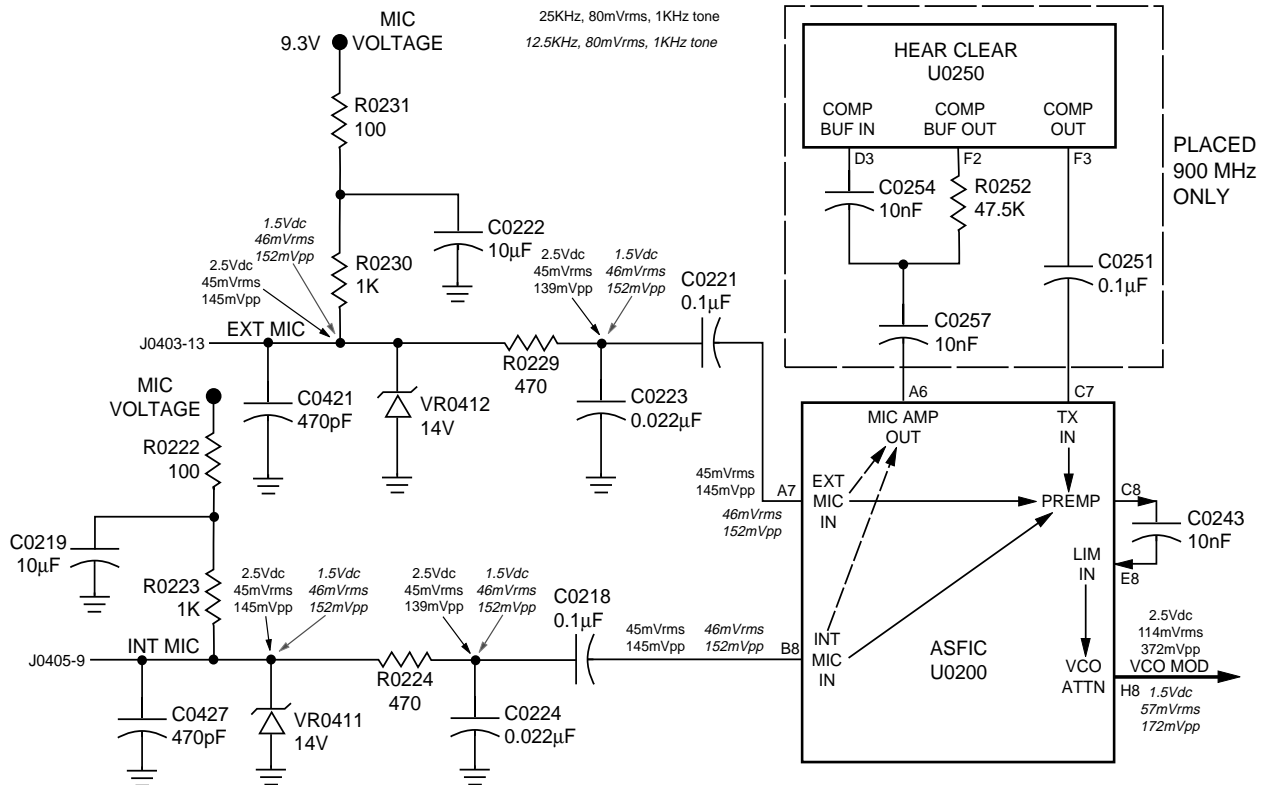 MIC
VOLTAGE
9.3V
25KHz, 80mVrms, 1KHz tone
12.5KHz, 80mVrms, 1KHz tone
HEAR CLEAR
U0250
COMP
BUF IN
COMP
BUF OUT
COMP
OUT
D3
F2
F3
PLACED
900 MHz
ONLY
R0231
100
C0254
10nF
R0252
47.5K
C0222
10µF
R0230
1K
1.5Vdc
46mVrms
152mVpp
2.5Vdc
45mVrms
145mVpp
2.5Vdc
45mVrms
139mVpp
1.5Vdc
46mVrms
152mVpp
C0221
0.1µF
C0251
0.1µF
C0257
10nF
EXT MIC
J0403-13
R0229
470
MIC
VOLTAGE
C0421
470pF
VR0412
14V
C0223
0.022µF
A6
C7
MIC AMP
OUT
TX
IN
R0222
100
45mVrms
145mVpp
46mVrms
152mVpp
A7
EXT
MIC
IN
PREMP
C8
C0243
10nF
C0219
10µF
R0223
1K
LIM
IN
E8
2.5Vdc
45mVrms
145mVpp
1.5Vdc
46mVrms
152mVpp
2.5Vdc
45mVrms
139mVpp
1.5Vdc
46mVrms
152mVpp
C0218
0.1µF
45mVrms
145mVpp
46mVrms
152mVpp
B8
INT
MIC
IN
ASFIC
U0200
2.5Vdc
114mVrms
372mVpp
VCO MOD
VCO
ATTN
H8
1.5Vdc
57mVrms
172mVpp
INT MIC
J0405-9
R0224
470
C0427
470pF
VR0411
14V
C0224
0.022µF